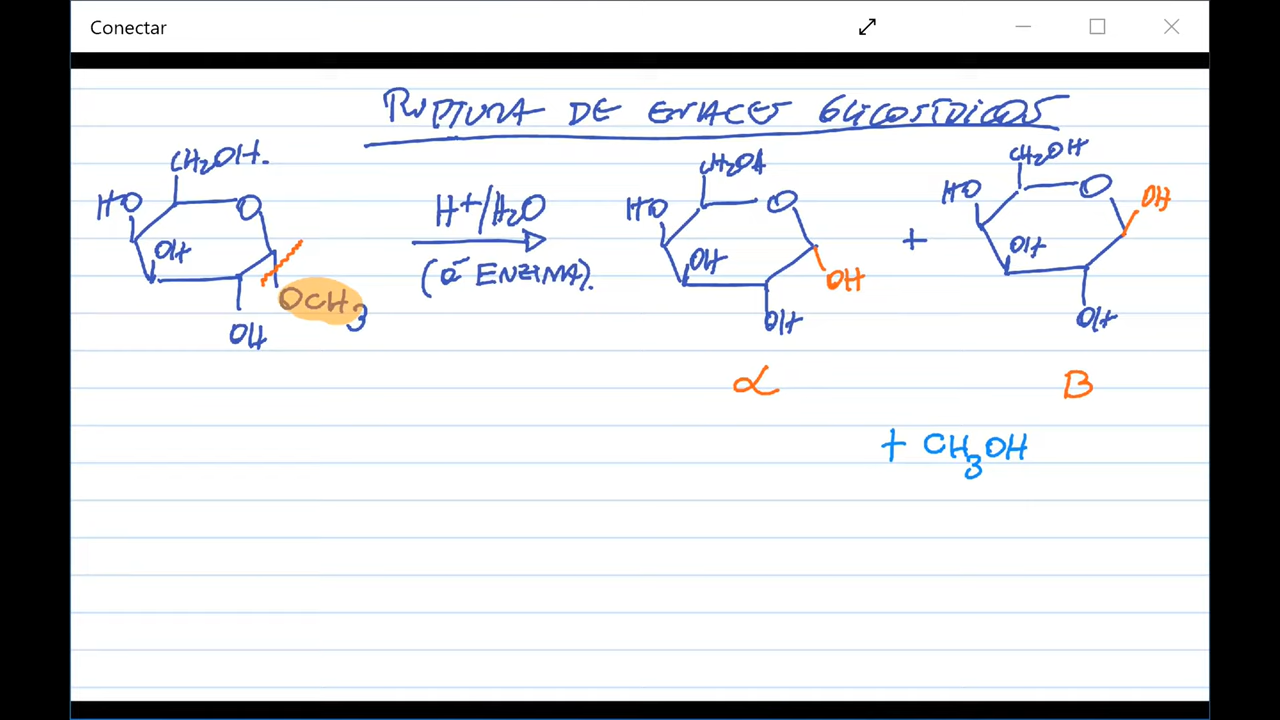 Conectar
RUPTURA DE ENLACES GLICOSÍDICOS
CH2OH. CH2OH CH2OH
HO O H+/H2O HO O HO O OH
OH OH + OH
(ó ENZIMA).
OCH3 OH
OH OH OH
α B
+ CH3OH